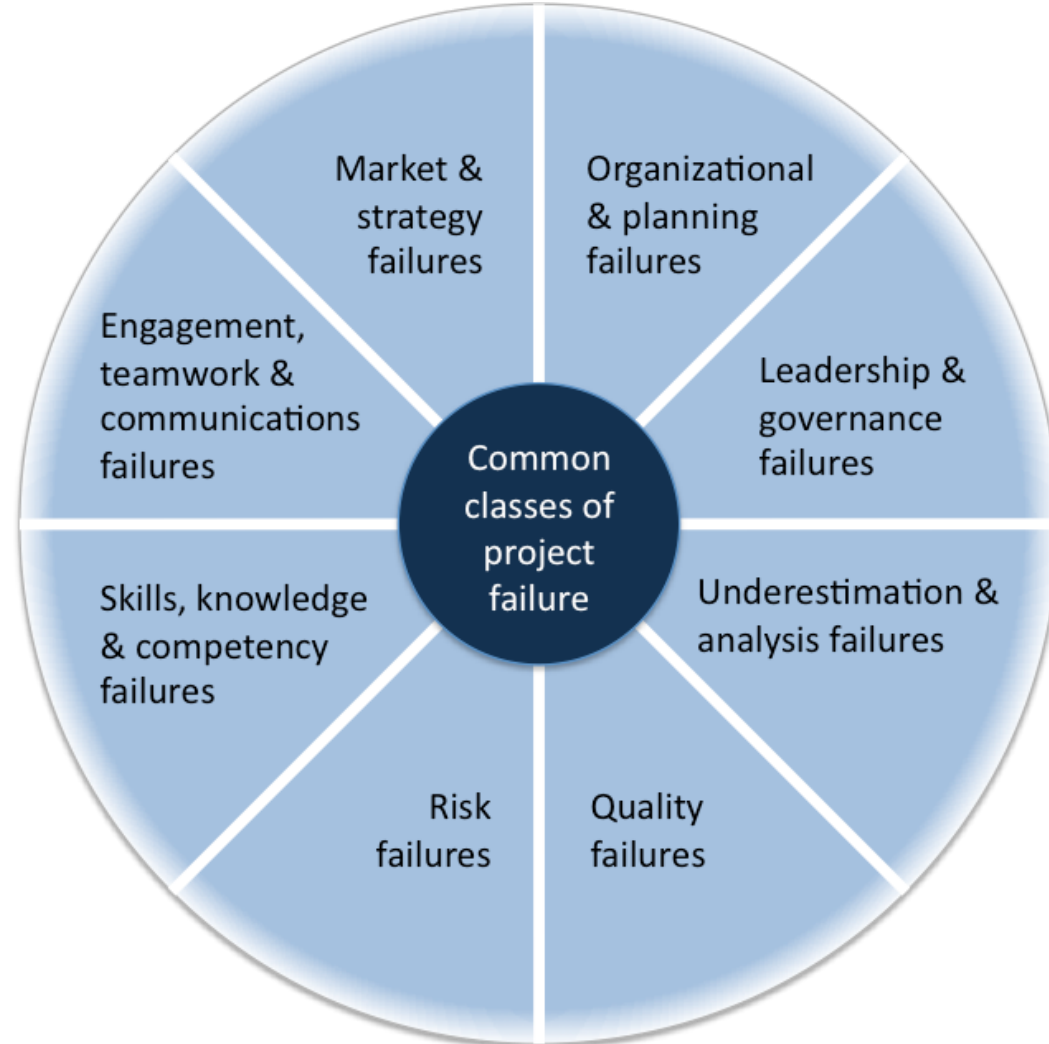 Market &
strategy
failures
Organizational
& planning
failures
Leadership &
governance
failures
Underestimation &
analysis failures
Quality
failures
Risk
failures
Skills, knowledge
& competency
failures
Engagement,
teamwork &
communications
failures
Common
classes of
project
failure